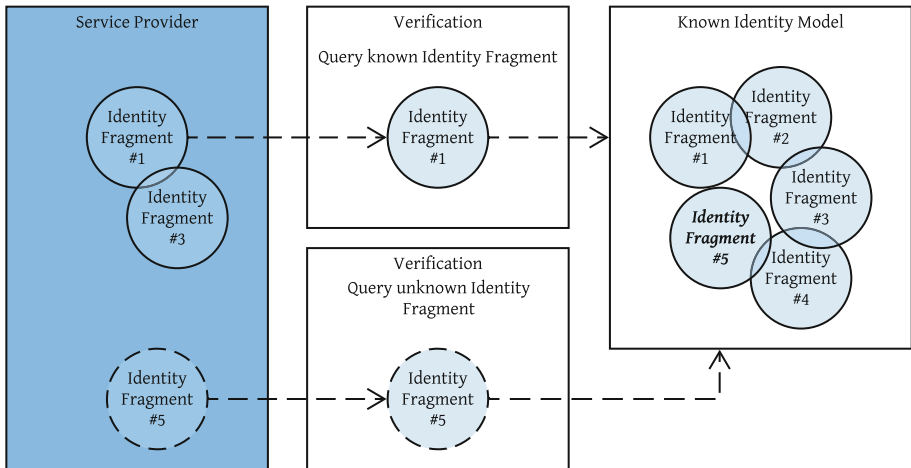 Service Provider
Identity
Fragment
#1
Identity
Fragment
#3
Identity
Fragment
#5
Verification
Query known Identity Fragment
Identity
Fragment
#1
Verification
Query unknown Identity
Fragment
Identity
Fragment
#5
Known Identity Model
Identity
Fragment
#1
Identity
Fragment
#2
Identity
Fragment
#3
Identity
Fragment
#5
Identity
Fragment
#4